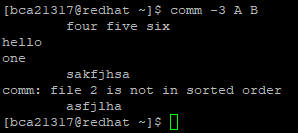 [bca21317@redhat ~]$ comm -3 A B
        four five six
hello
one
        sakfjhsa
comm: file 2 is not in sorted order
        asfjlha
[bca21317@redhat ~]$